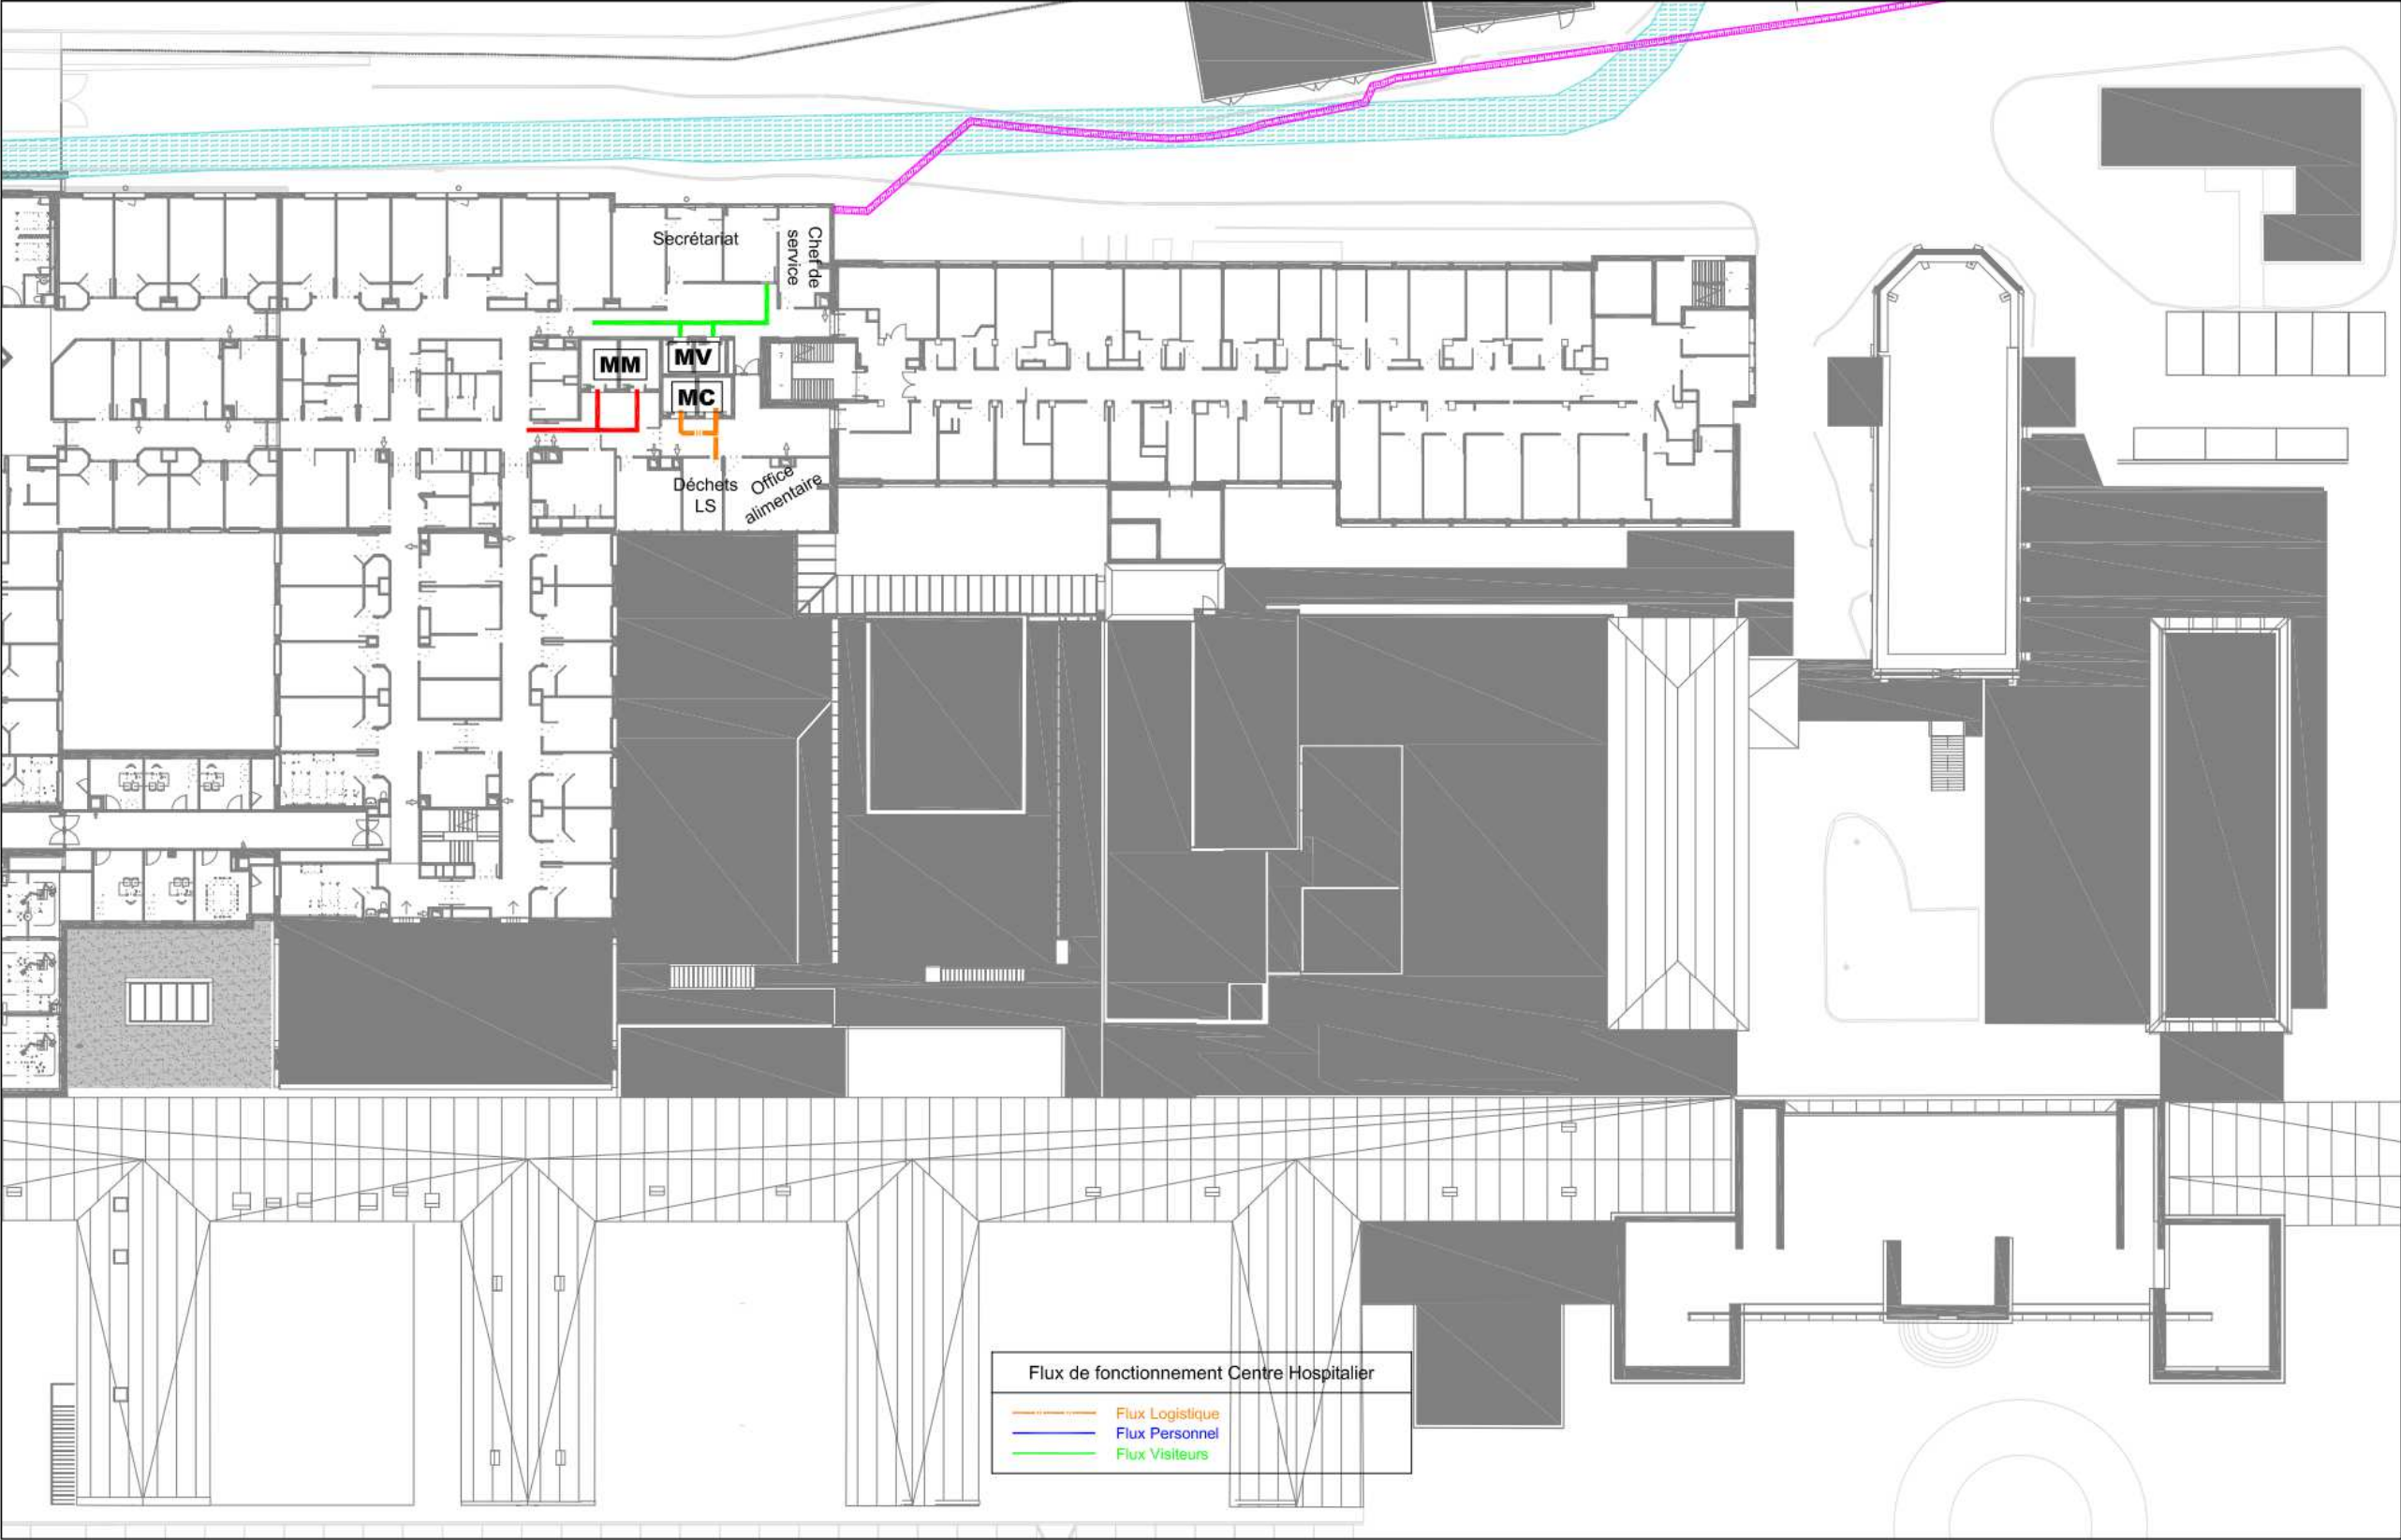 Secrétariat
Chef de
service
MM
MV
MC
Déchets
LS
Office
alimentaire
Flux de fonctionnement Centre Hospitalier
Flux Logistique
Flux Personnel
Flux Visiteurs